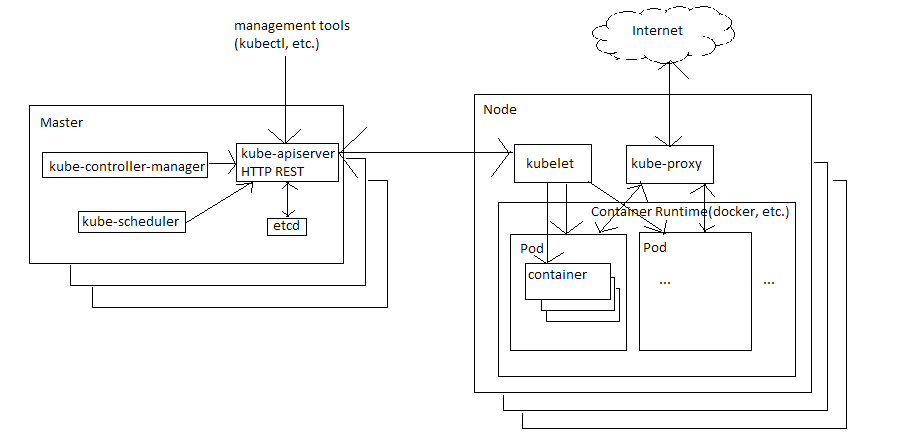 management tools
(kubectl, etc.)
Internet
Master
kube-controller-manager
kube-apiserver
HTTP REST
kube-scheduler
etcd
Node
kubelet
kube-proxy
Container Runtime(docker, etc.)
Pod
container
Pod
...
...